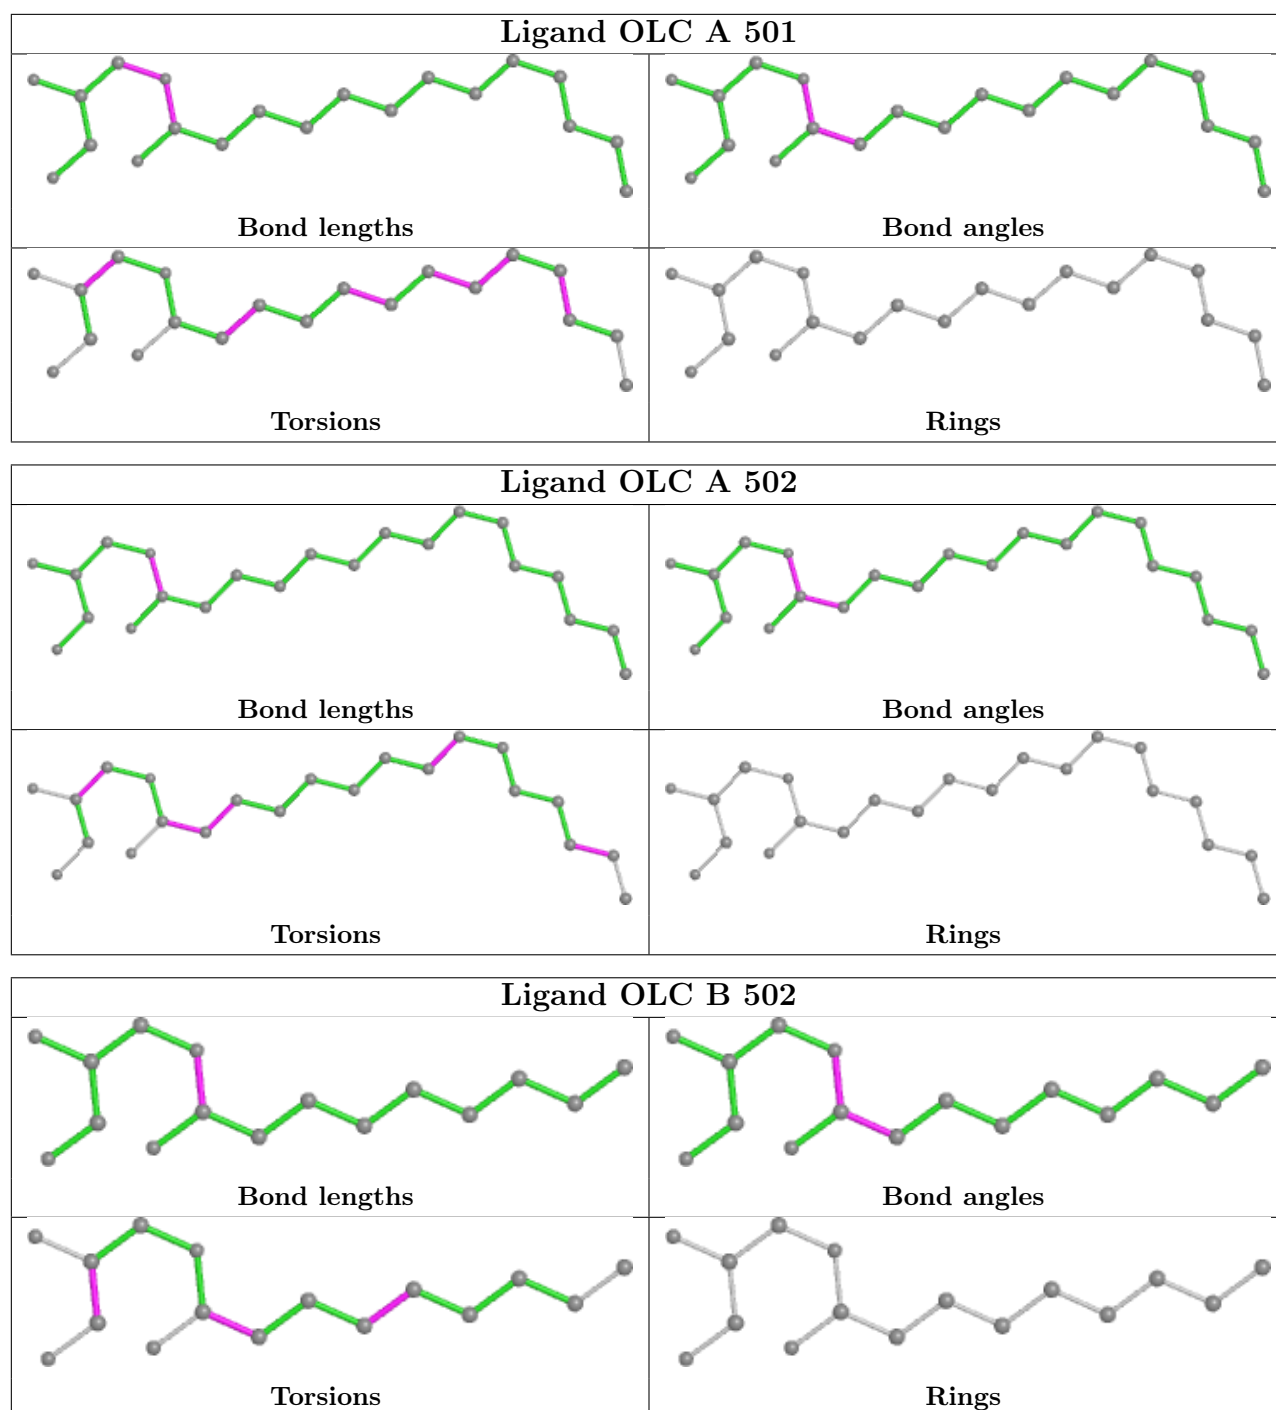 Ligand OLC A 501
Bond lengths
Bond angles
Torsions
Rings
Ligand OLC A 502
Bond lengths
Bond angles
Torsions
Rings
Ligand OLC B 502
Bond lengths
Bond angles
Torsions
Rings